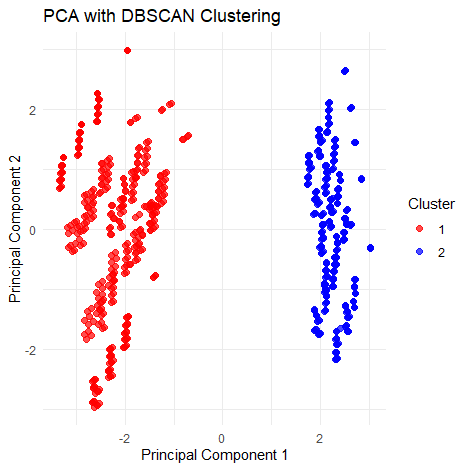 PCA with DBSCAN Clustering
Principal Component 2
2
0
-2
-2
0
2
Principal Component 1
Cluster
1
2